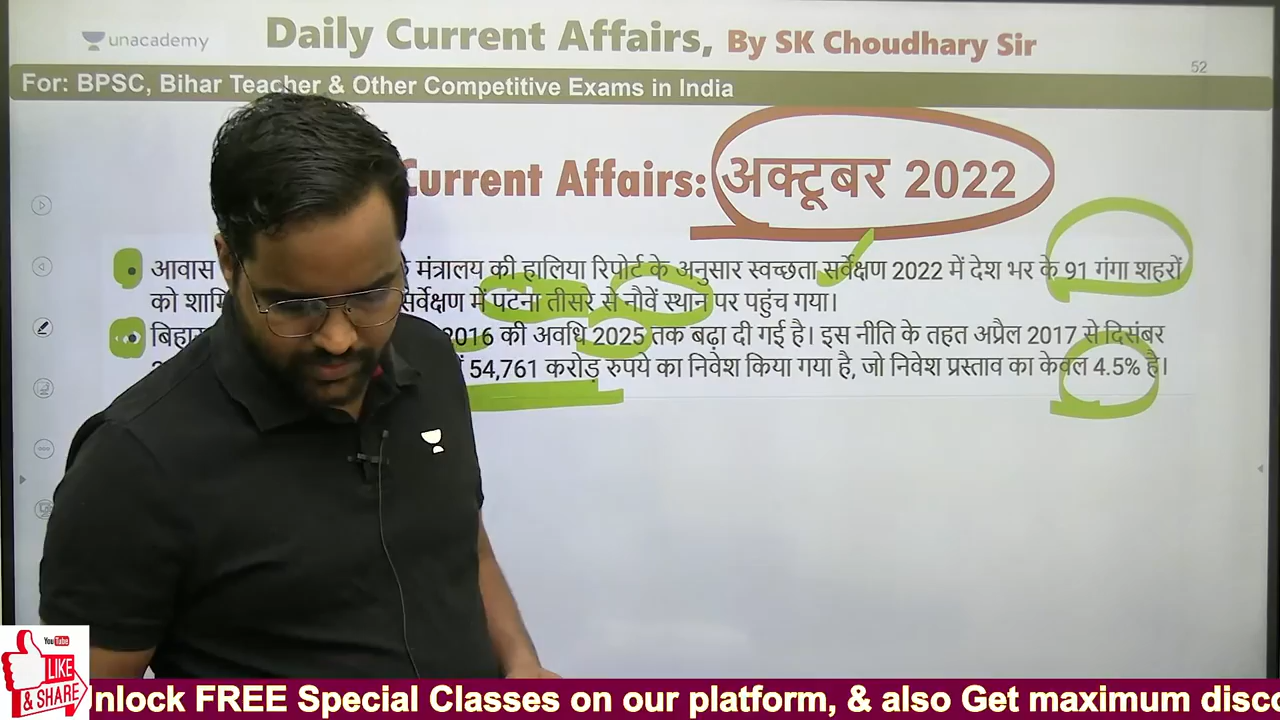 unacademy
Daily Current Affairs, By SK Choudhary Sir
52
For: BPSC, Bihar Teacher & Other Competitive Exams in India
Current Affairs: अक्टूबर 2022
आवास मंत्रालय की हालिया रिपोर्ट के अनुसार स्वच्छता सर्वेक्षण 2022 में देश भर के 91 गंगा शहरों
को सर्वेक्षण में पटना तीसरे से नौवें स्थान पर पहुंच गया।
2016 की अवधि 2025 तक बढ़ा दी गई है। इस नीति के तहत अप्रैल 2017 से दिसंबर
54,761 करोड़ रुपये का निवेश किया गया है, जो निवेश प्रस्ताव का केवल 4.5% है।
YouTube
LIKE
& SHARE
nlock FREE Special Classes on our platform, & also Get maximum disco